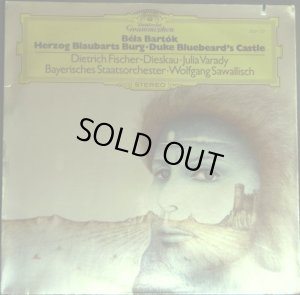 Deutsche
Grammophon
Béla Bartók
Herzog Blaubarts Burg·Duke Bluebeard's Castle
Dietrich Fischer-Dieskau·Julia Varady
Bayerisches Staatsorchester·Wolfgang Sawallisch
STEREO
SOLD OUT